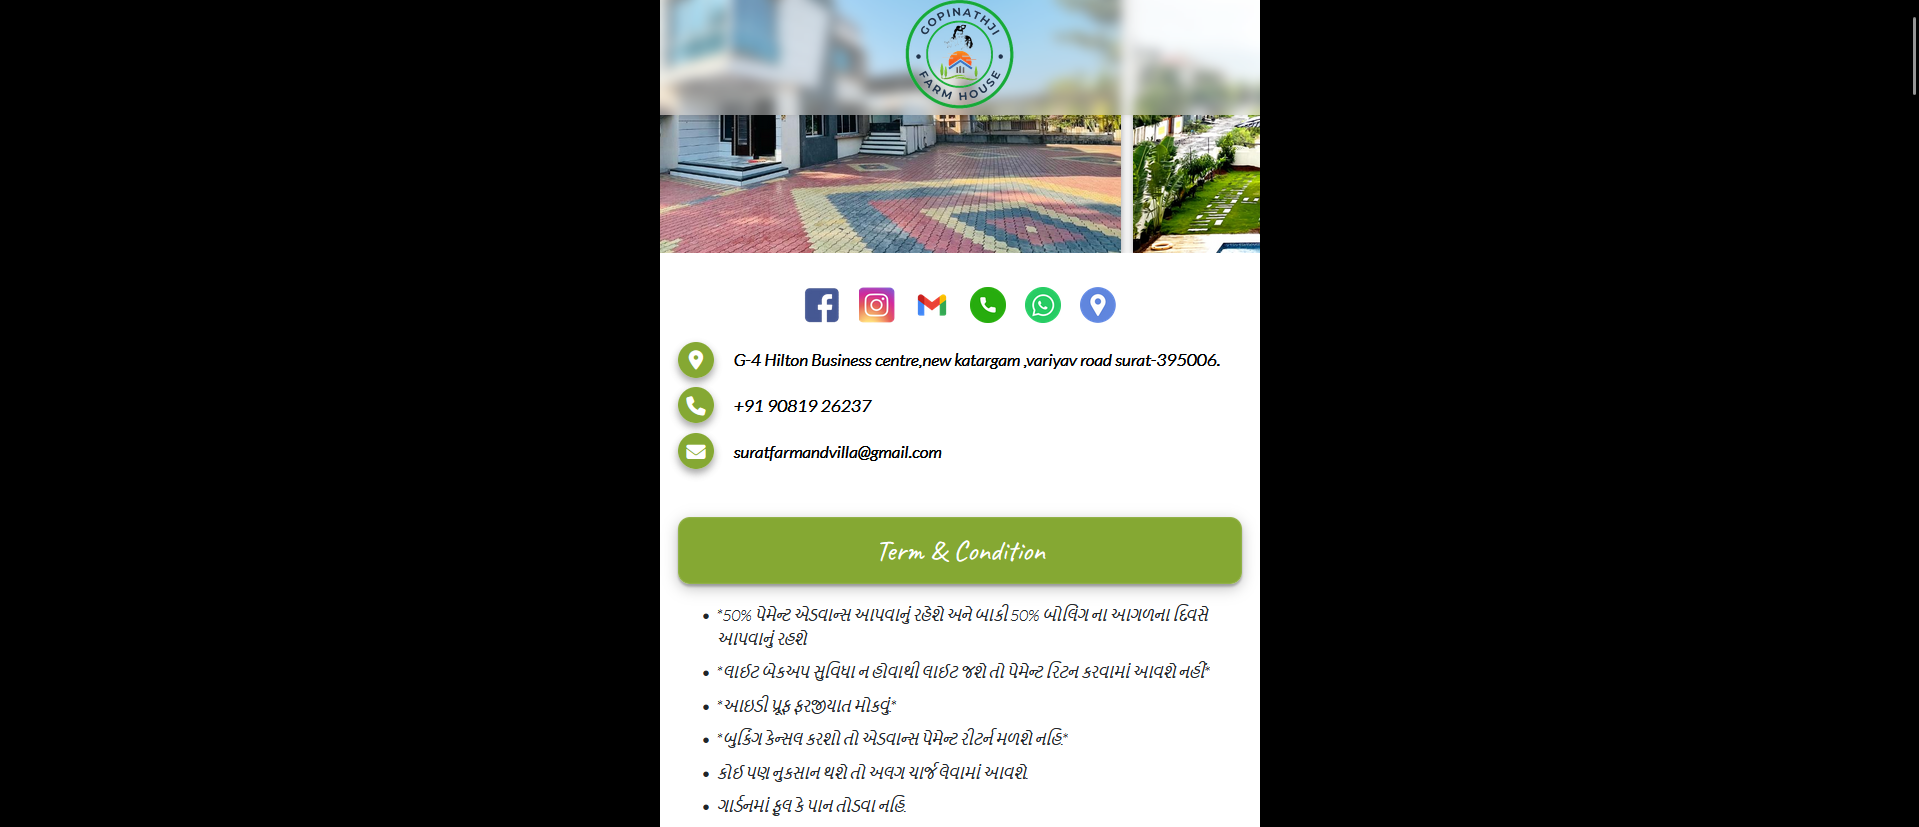 GOPINATHJI
FARM HOUSE
G-4 Hilton Business centre,new katargam ,variyav road surat-395006.
+91 90819 26237
suratfarmandvilla@gmail.com
Term & Condition
*50% પેમેન્ટ એડવાન્સ આપવાનું રહેશે અને બાકી 50% બોલિંગ ના આગળના દિવસે
આપવાનું રહશે
*લાઈટ બેકઅપ સુવિધા ન હોવાથી લાઈટ જશે તો પેમેન્ટ રિટન કરવામાં આવશે નહીં*
*આઇડી પ્રૂફ ફરજીયાત મોકવું.*
*બુકિંગ કેન્સલ કરશો તો એડવાન્સ પેમેન્ટ રીટર્ન મળશે નહિ.*
કોઈ પણ નુકસાન થશે તો અલગ ચાર્જ લેવામાં આવશે.
ગાર્ડનમાં ફુલ કે પાન તોડવા નહિ.